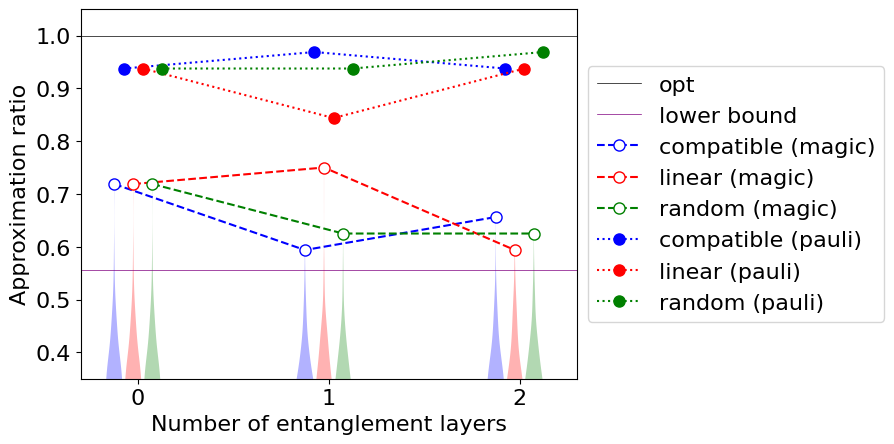 Approximation ratio
1.0
0.9
0.8
0.7
0.6
0.5
0.4
0
1
2
Number of entanglement layers
opt
lower bound
compatible (magic)
linear (magic)
random (magic)
compatible (pauli)
linear (pauli)
random (pauli)